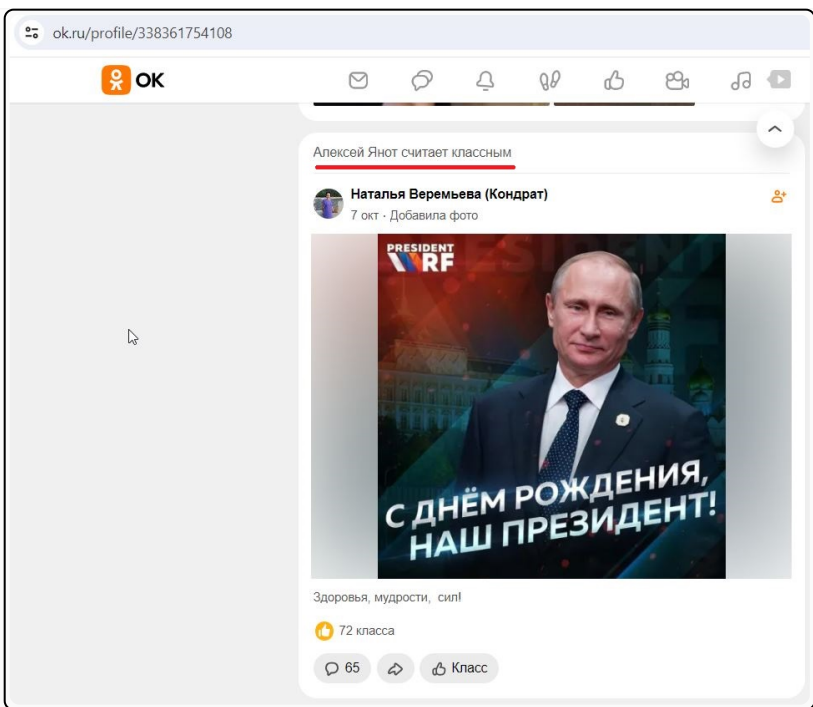 ok.ru/profile/338361754108
ОК
Алексей Янот считает классным
Наталья Веремьева (Кондрат)
7 окт · Добавила фото
PRESIDENT
RF
С ДНЁМ РОЖДЕНИЯ,
НАШ ПРЕЗИДЕНТ!
Здоровья, мудрости, сил!
72 класса
65
Класс